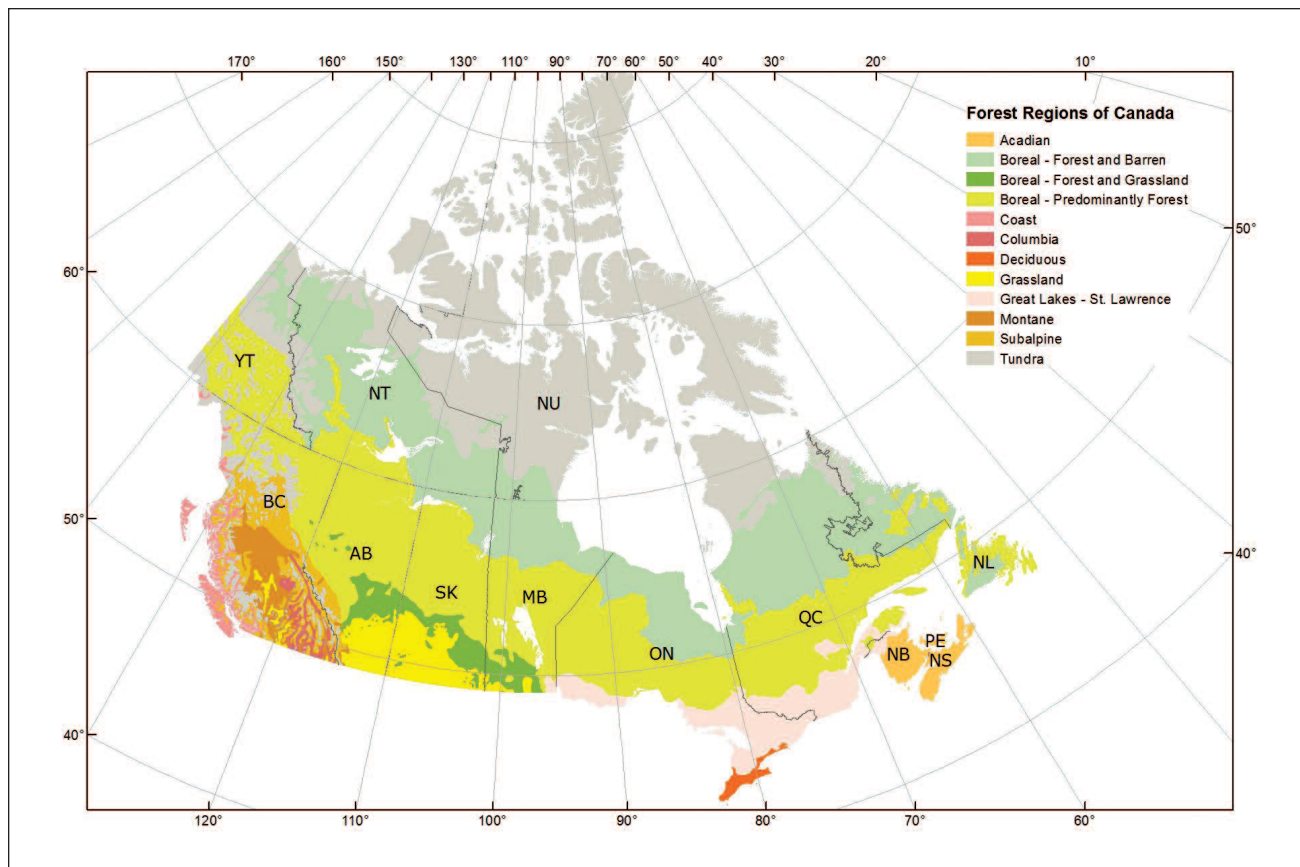 170° 160° 150° 130° 110° 90° 70° 60° 50° 40° 30° 20° 10°
Forest Regions of Canada
Acadian
Boreal - Forest and Barren
Boreal - Forest and Grassland
Boreal - Predominantly Forest
Coast
Columbia
Deciduous
Grassland
Great Lakes - St. Lawrence
Montane
Subalpine
Tundra
50°
60°
YT
NT
NU
BC
50°
40°
AB
NL
SK
MB
QC
PE
ON
NB
NS
40°
120° 110° 100° 90° 80° 70° 60°